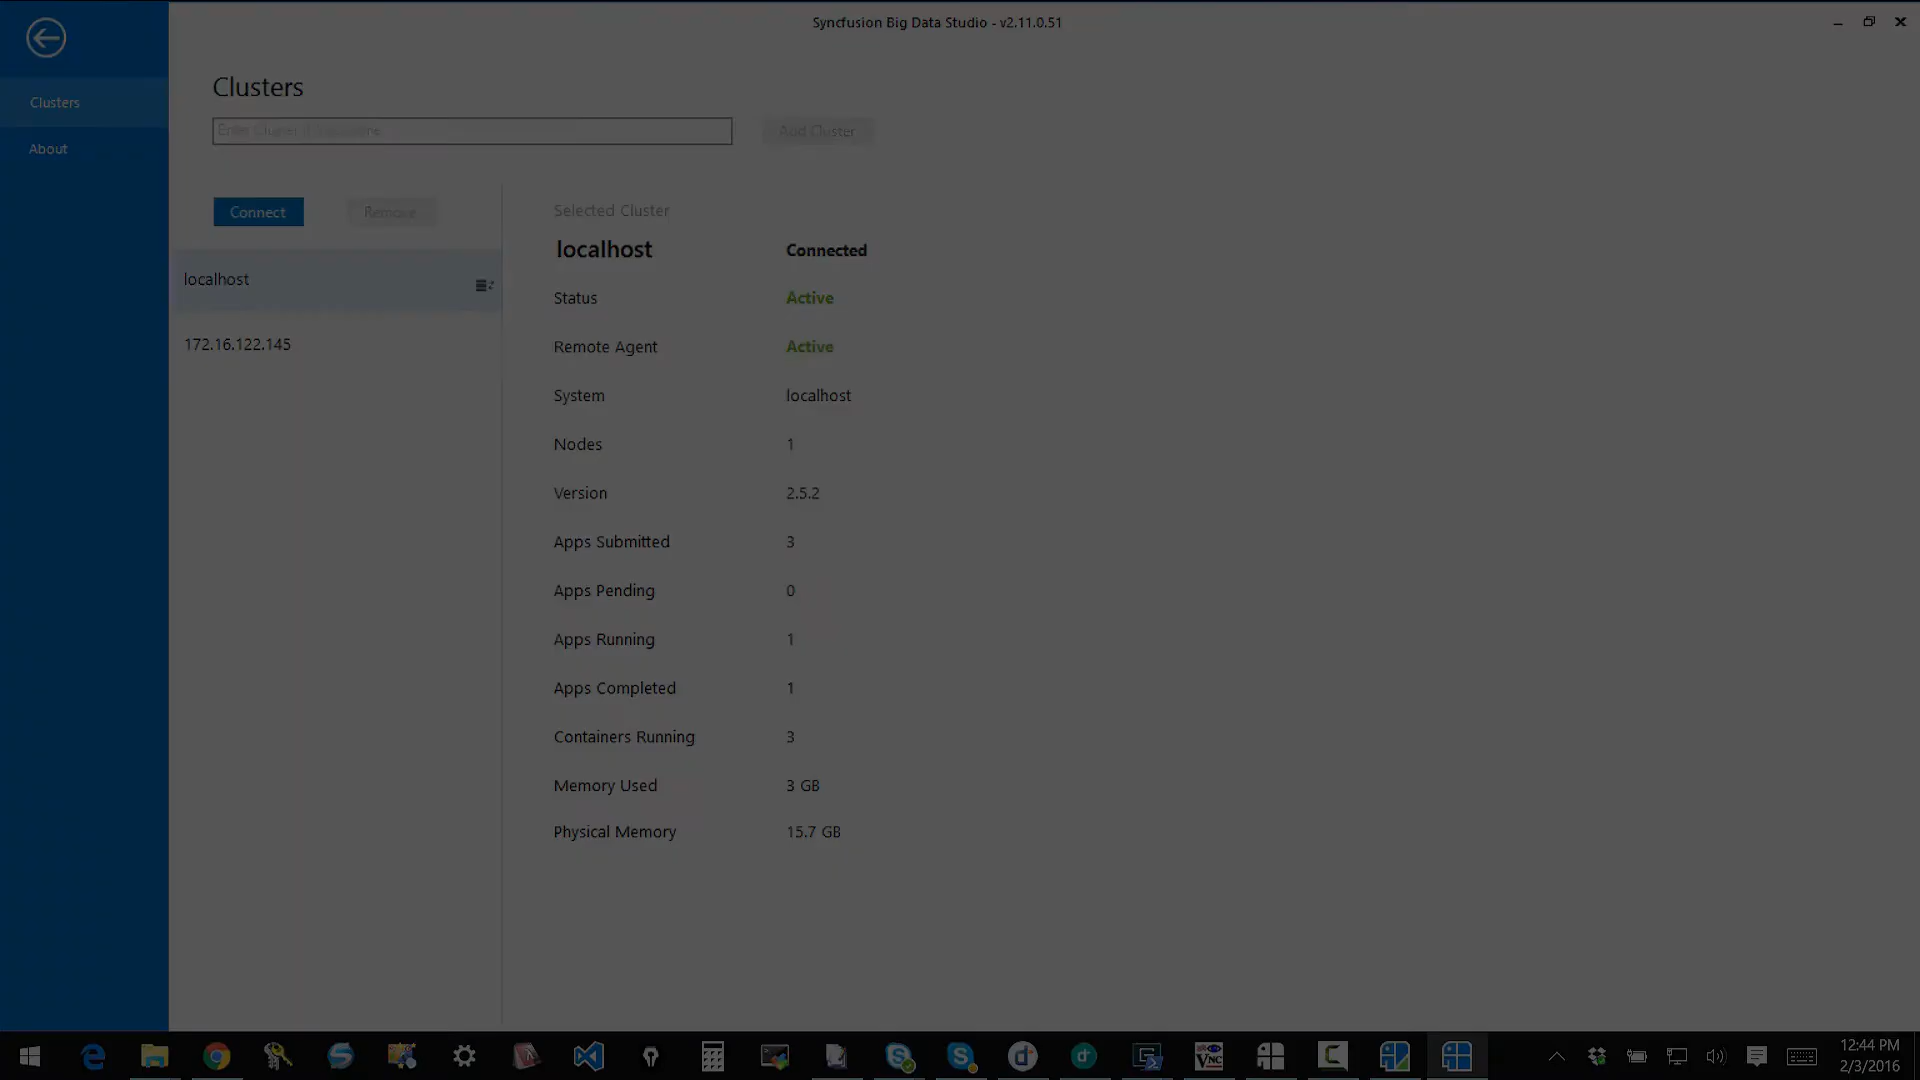 Syncfusion Big Data Studio - v2.11.0.51
Clusters
Clusters
About
Enter Cluster
Add Cluster
Connect
Remove
localhost
172.16.122.145
Selected Cluster
localhost Connected
Status Active
Remote Agent Active
System localhost
Nodes 1
Version 2.5.2
Apps Submitted 3
Apps Pending 0
Apps Running 1
Apps Completed 1
Containers Running 3
Memory Used 3 GB
Physical Memory 15.7 GB
12:44 PM
2/3/2016